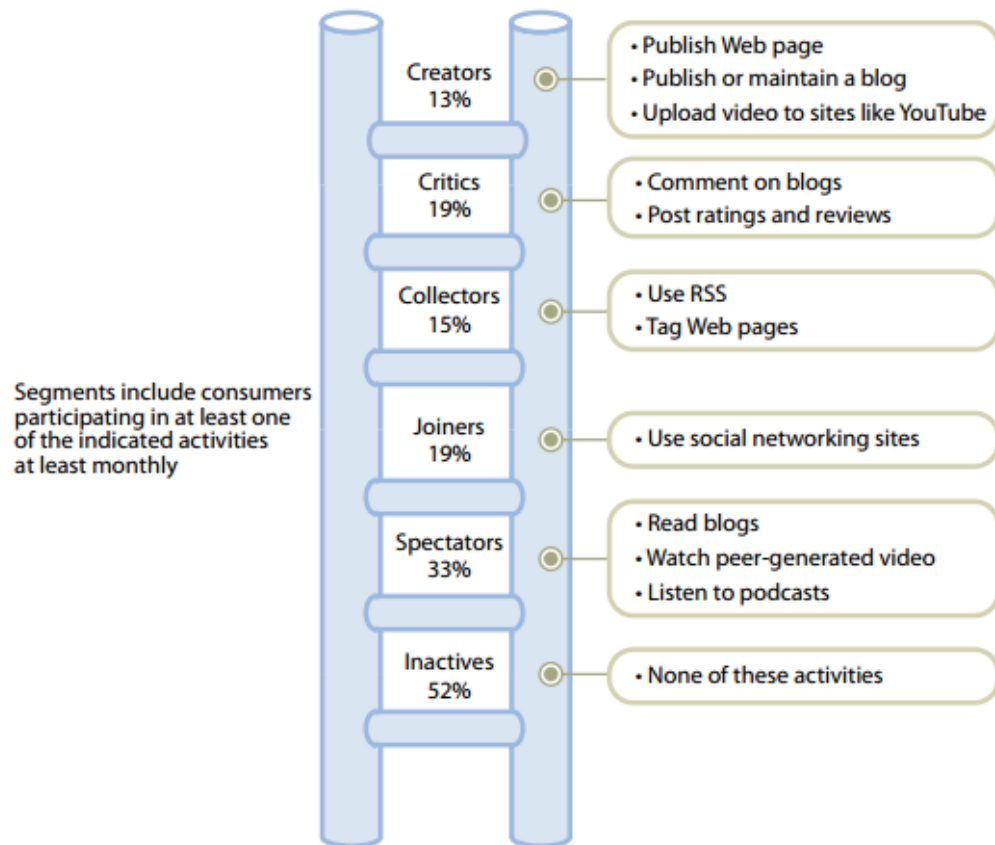 Creators
13%
• Publish Web page
• Publish or maintain a blog
• Upload video to sites like YouTube
Critics
19%
• Comment on blogs
• Post ratings and reviews
Collectors
15%
• Use RSS
• Tag Web pages
Segments include consumers
participating in at least one
of the indicated activities
at least monthly
Joiners
19%
• Use social networking sites
Spectators
33%
• Read blogs
• Watch peer-generated video
• Listen to podcasts
Inactives
52%
• None of these activities